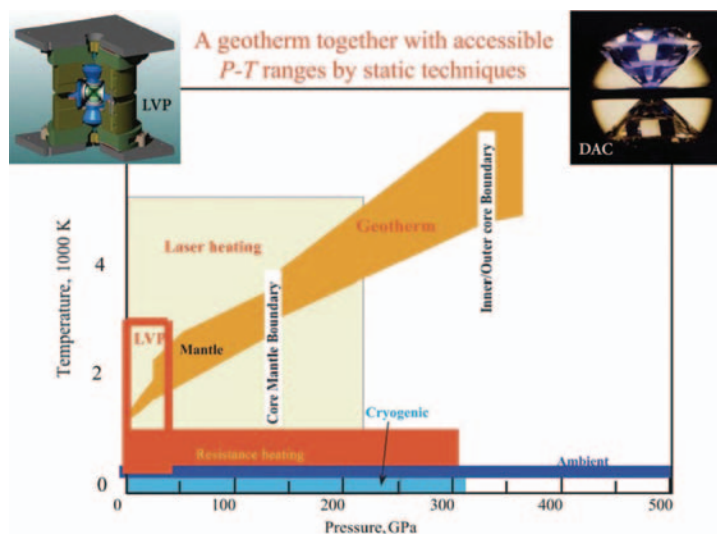 A geotherm together with accessible
P-T ranges by static techniques
LVP
DAC
Temperature, 1000 K
4
2
0
Laser heating
Geotherm
Inner/Outer core Boundary
Core Mantle Boundary
LVP
Mantle
Cryogenic
Resistance heating
Ambient
0
100
200
300
400
500
Pressure, GPa